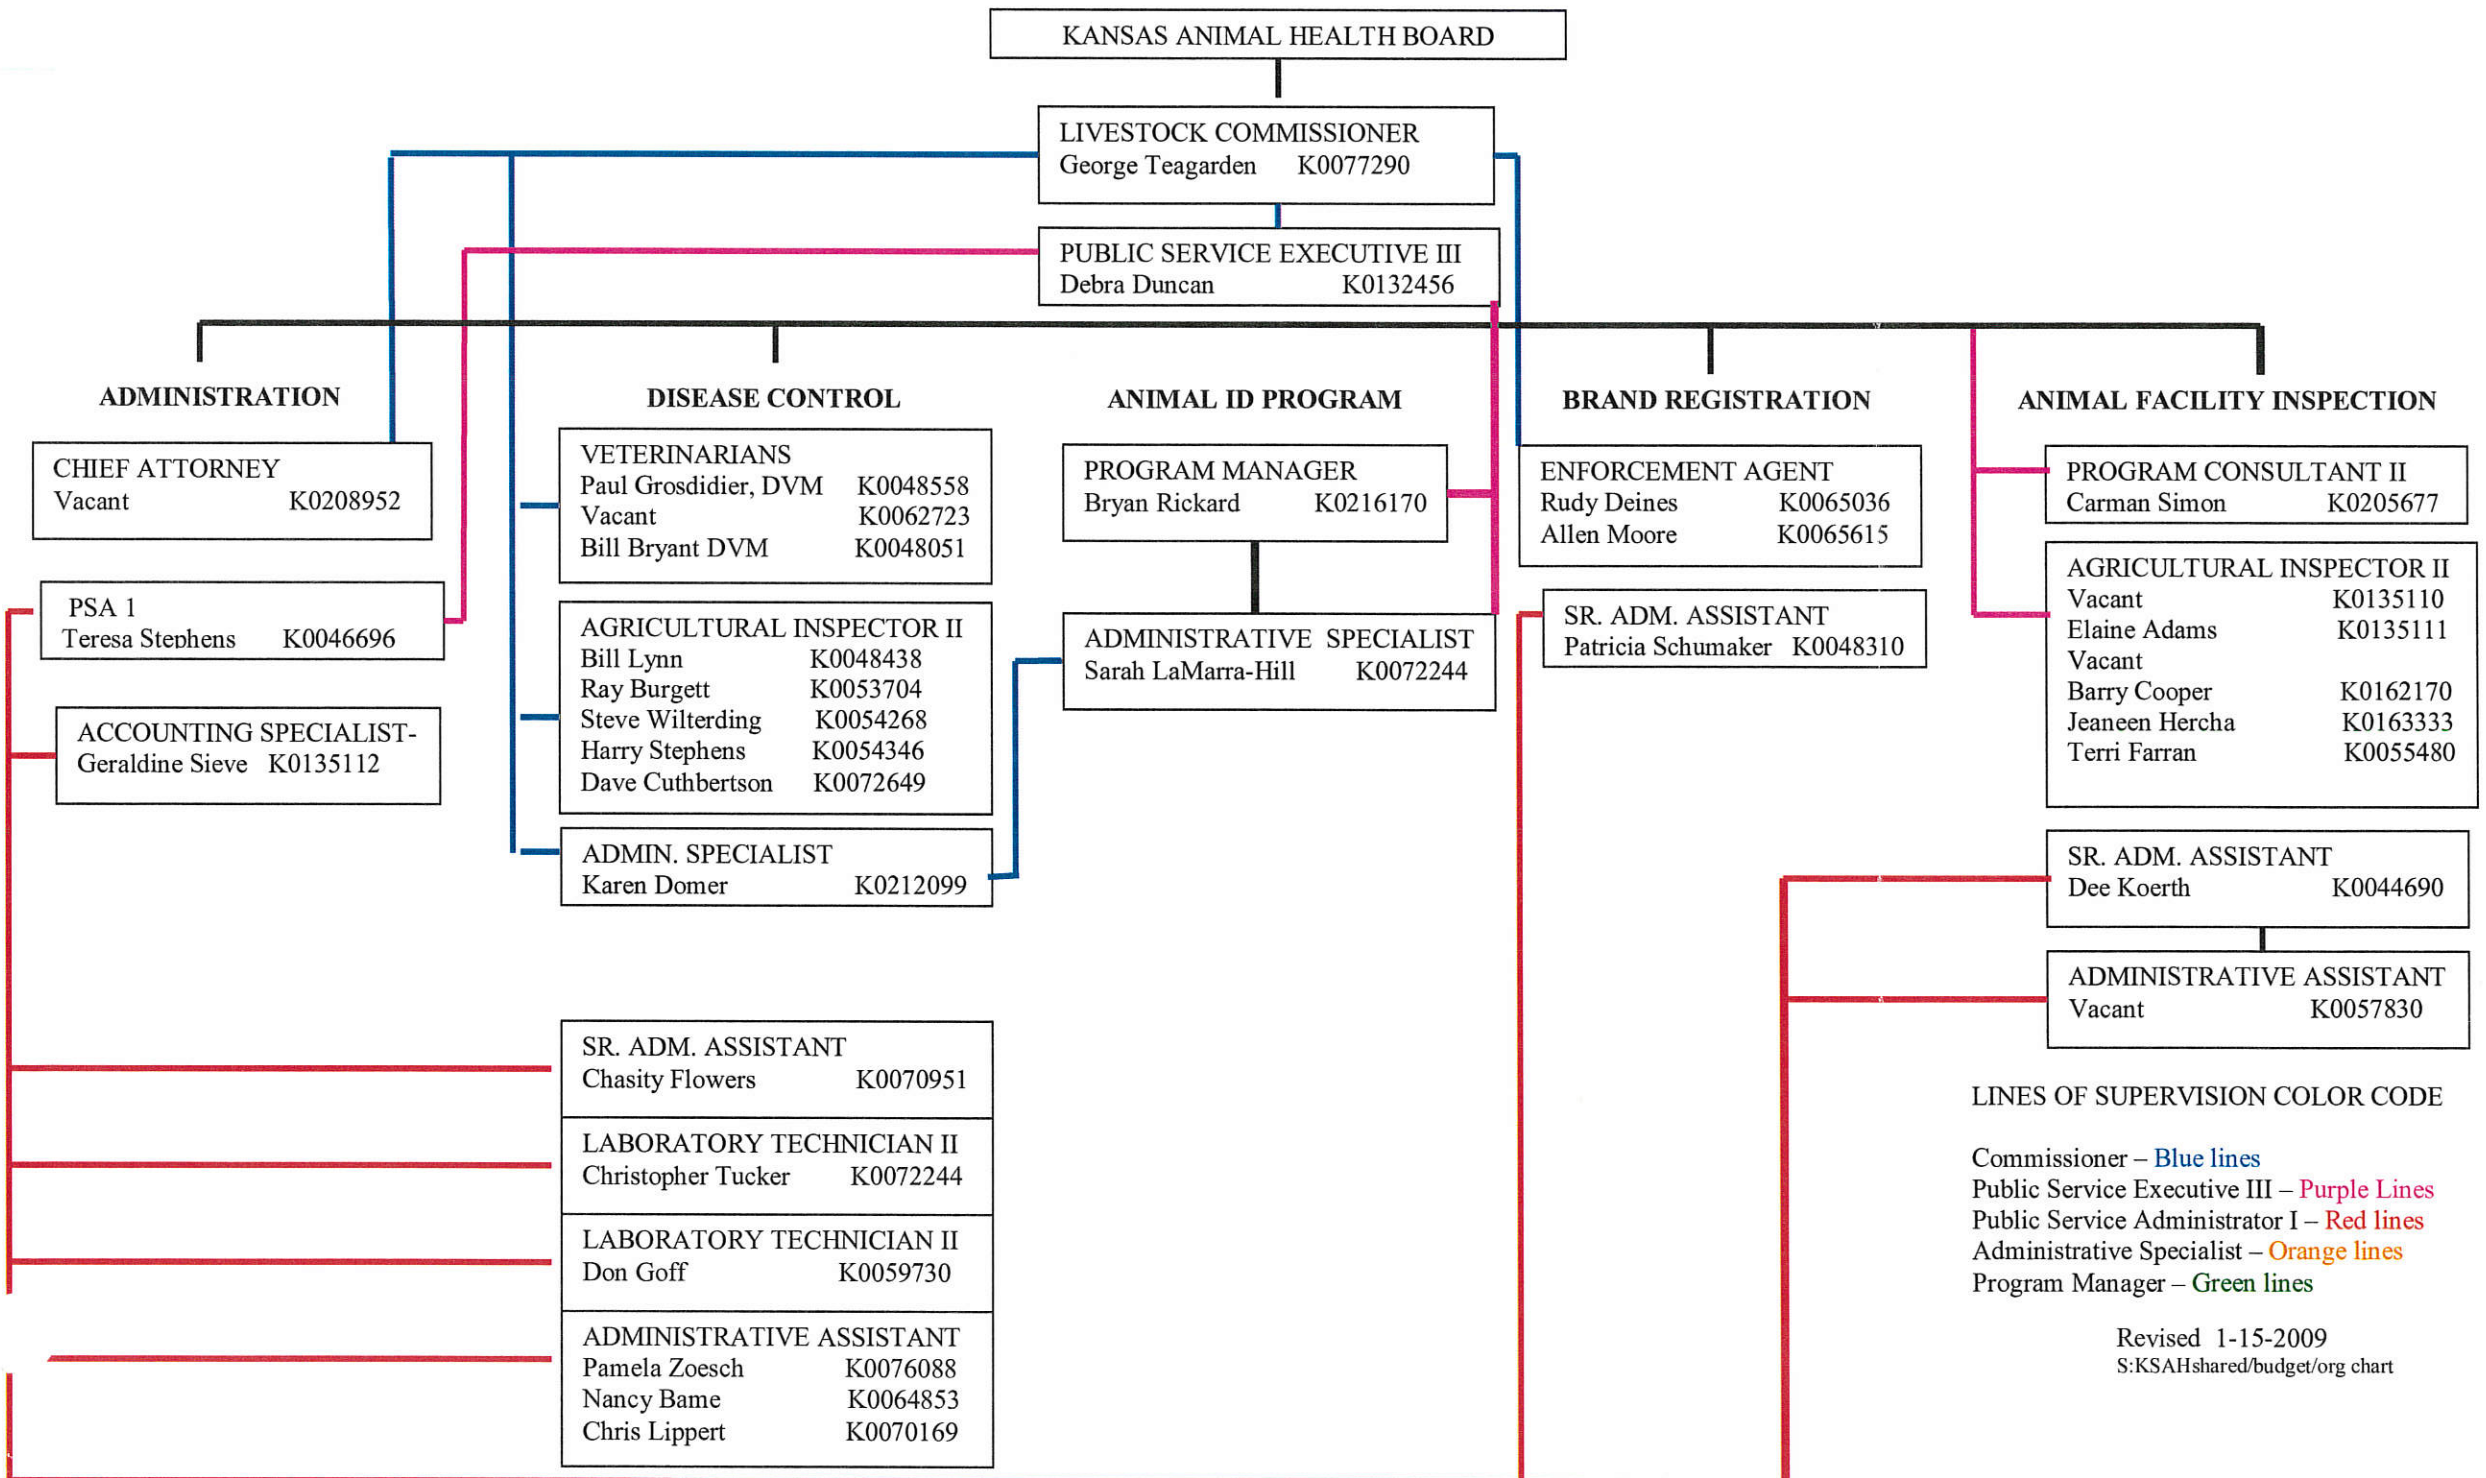 KANSAS ANIMAL HEALTH BOARD
LIVESTOCK COMMISSIONER
George Teagarden K0077290
PUBLIC SERVICE EXECUTIVE III
Debra Duncan K0132456
ADMINISTRATION
CHIEF ATTORNEY
Vacant K0208952
PSA 1
Teresa Stephens K0046696
ACCOUNTING SPECIALIST-
Geraldine Sieve K0135112
DISEASE CONTROL
VETERINARIANS
Paul Grosdidier, DVM K0048558
Vacant K0062723
Bill Bryant DVM K0048051
AGRICULTURAL INSPECTOR II
Bill Lynn K0048438
Ray Burgett K0053704
Steve Wilterding K0054268
Harry Stephens K0054346
Dave Cuthbertson K0072649
ADMIN. SPECIALIST
Karen Domer K0212099
SR. ADM. ASSISTANT
Chasity Flowers K0070951
LABORATORY TECHNICIAN II
Christopher Tucker K0072244
LABORATORY TECHNICIAN II
Don Goff K0059730
ADMINISTRATIVE ASSISTANT
Pamela Zoesch K0076088
Nancy Bame K0064853
Chris Lippert K0070169
ANIMAL ID PROGRAM
PROGRAM MANAGER
Bryan Rickard K0216170
ADMINISTRATIVE SPECIALIST
Sarah LaMarra-Hill K0072244
BRAND REGISTRATION
ENFORCEMENT AGENT
Rudy Deines K0065036
Allen Moore K0065615
SR. ADM. ASSISTANT
Patricia Schumaker K0048310
ANIMAL FACILITY INSPECTION
PROGRAM CONSULTANT II
Carman Simon K0205677
AGRICULTURAL INSPECTOR II
Vacant K0135110
Elaine Adams K0135111
Vacant
Barry Cooper K0162170
Jeaneen Hercha K0163333
Terri Farran K0055480
SR. ADM. ASSISTANT
Dee Koerth K0044690
ADMINISTRATIVE ASSISTANT
Vacant K0057830
LINES OF SUPERVISION COLOR CODE
Commissioner – Blue lines
Public Service Executive III – Purple Lines
Public Service Administrator I – Red lines
Administrative Specialist – Orange lines
Program Manager – Green lines
Revised 1-15-2009
S:KSAHshared/budget/org chart